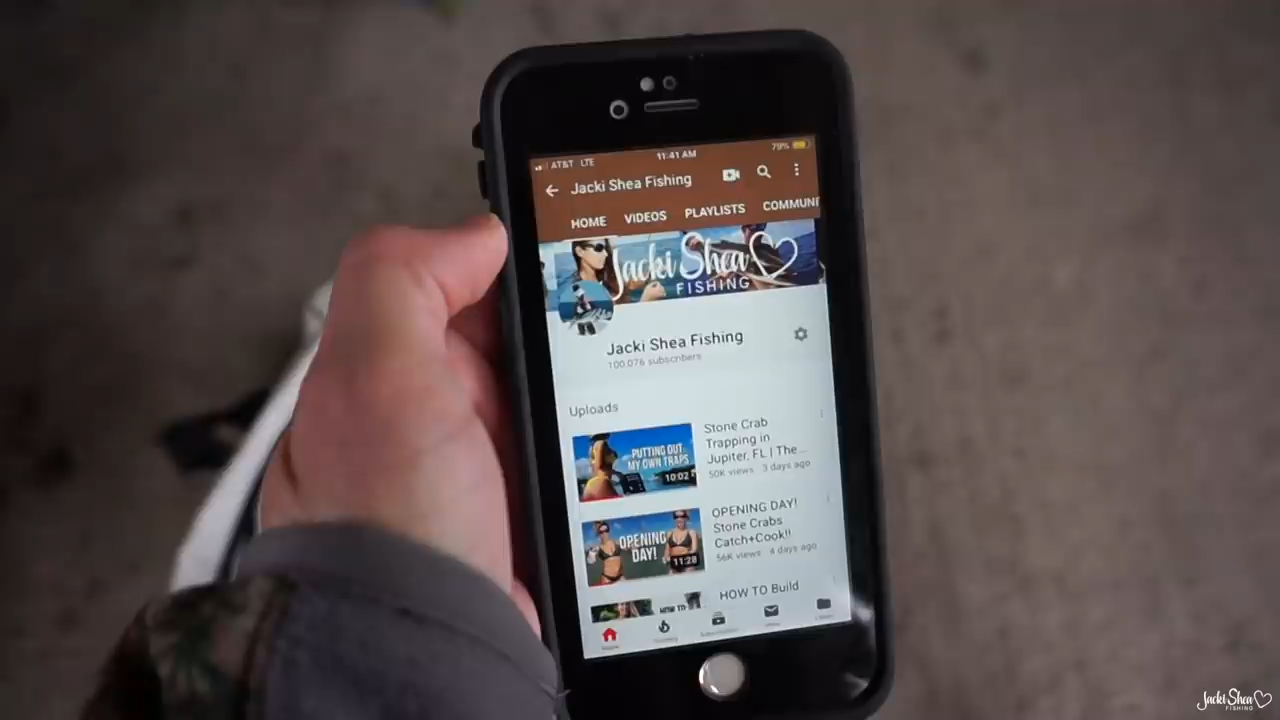 AT&T LTE 11:41 AM 79%
Jacki Shea Fishing
HOME VIDEOS PLAYLISTS COMMUNI
Jacki Shea
FISHING
Jacki Shea Fishing
100,076 subscribers
Uploads
PUTTING OUT
MY OWN TRAPS
10:02
Stone Crab
Trapping in
Jupiter, FL | The...
50K views 3 days ago
OPENING
DAY!
11:28
OPENING DAY!
Stone Crabs
Catch+Cook!!
56K views 4 days ago
HOW TO
HOW TO Build
Jacki Shea
FISHING